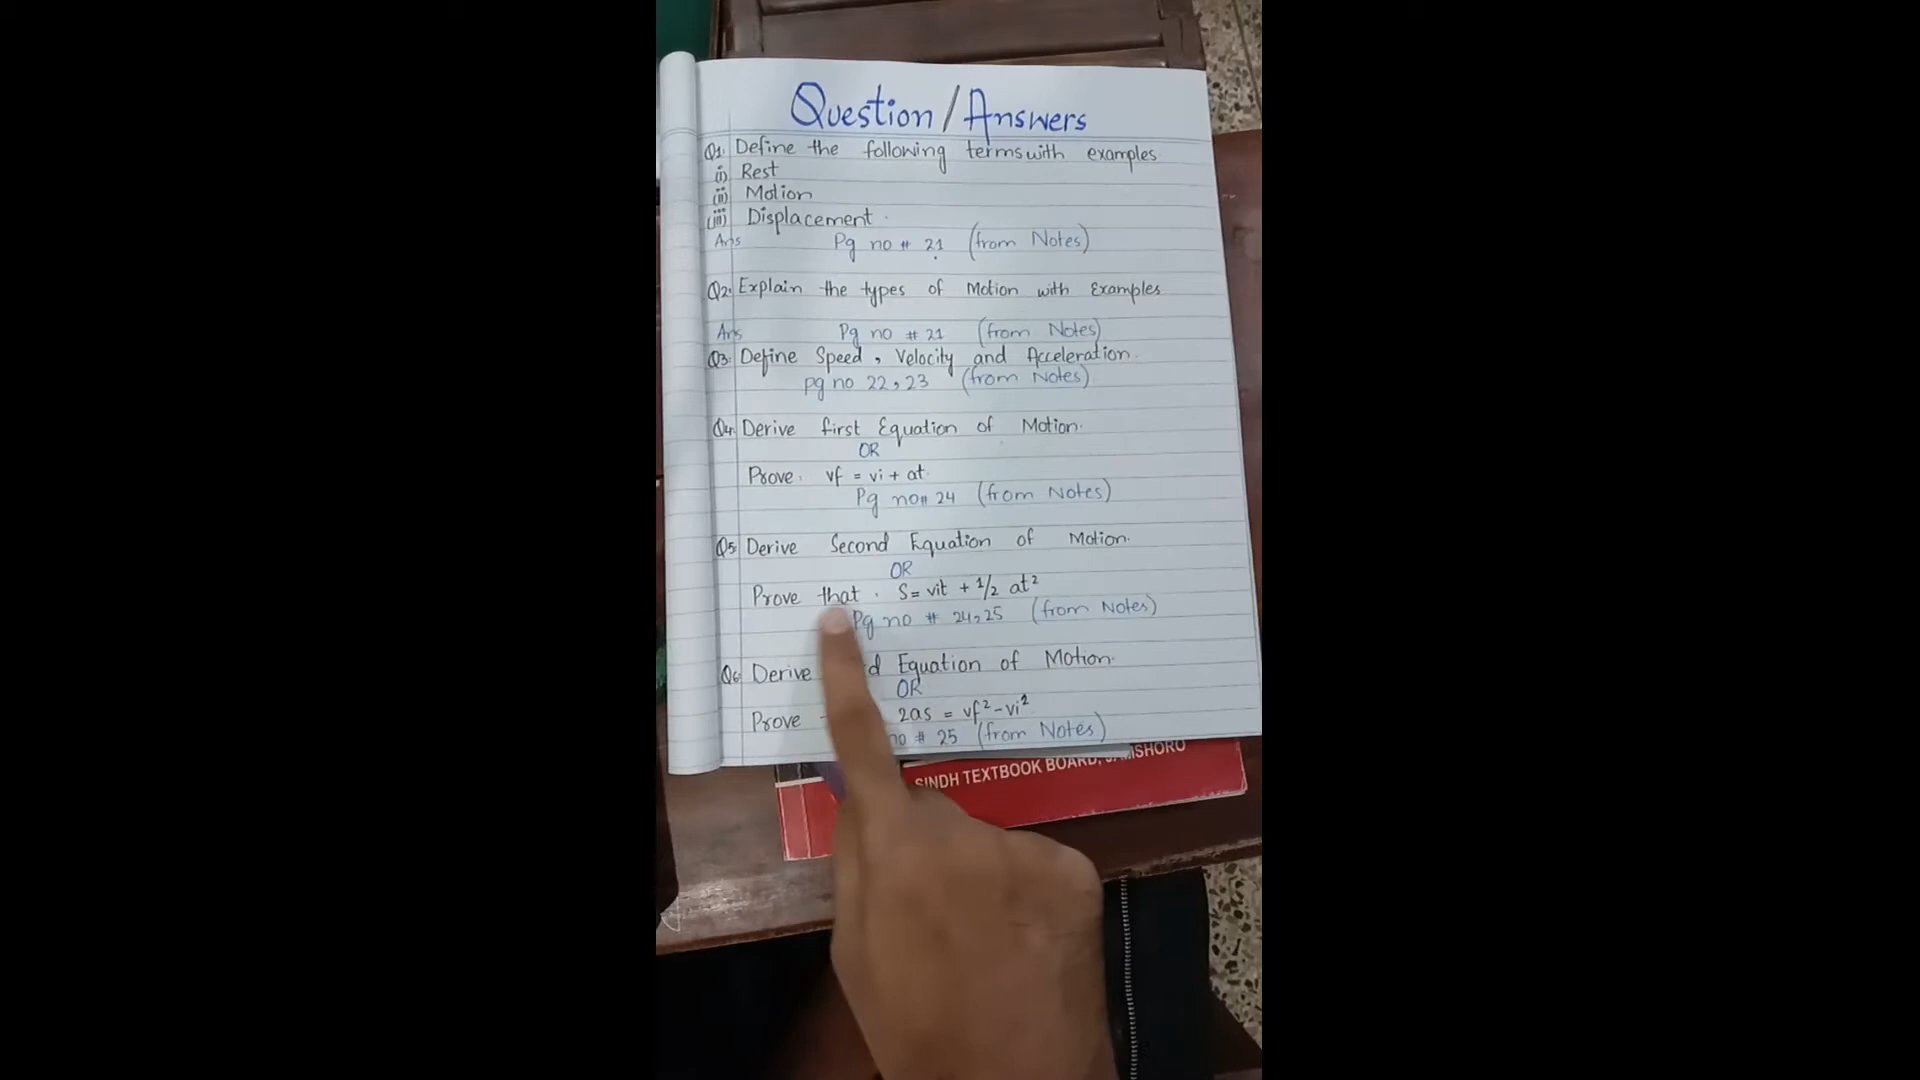 Question/Answers
Q1. Define the following terms with examples
(i) Rest
(ii) Motion
(iii) Displacement.
Ans Pg no # 21 (from Notes)
Q2. Explain the types of Motion with Examples
Ans Pg no # 21 (from Notes)
Q3. Define Speed, Velocity and Acceleration.
Pg no 22, 23 (from Notes)
Q4. Derive first Equation of Motion.
OR
Prove. vf = vi + at.
Pg no# 24 (from Notes)
Q5. Derive Second Equation of Motion.
OR
Prove that. S = vit + 1/2 at²
Pg no # 24,25 (from Notes)
Q6. Derive Equation of Motion.
OR
Prove 2as = vf² - vi²
no # 25 (from Notes)
SINDH TEXTBOOK BOARD,